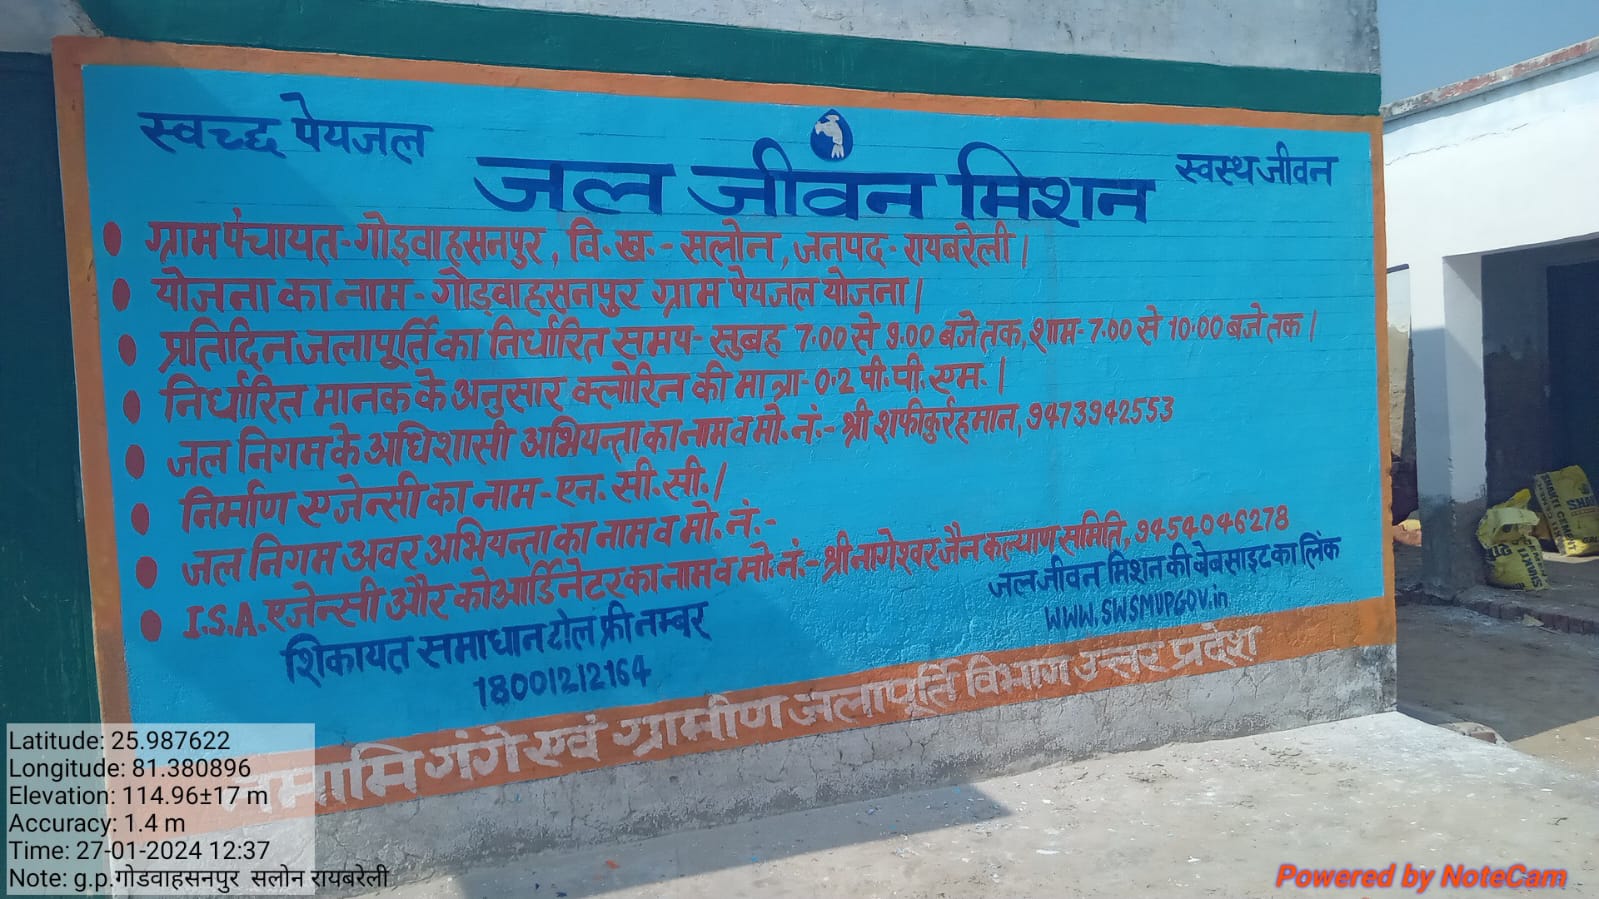 स्वच्छ पेयजल
जल जीवन मिशन
स्वस्थ जीवन
ग्राम पंचायत-गोड़वाहसनपुर, वि.ख.- सलोन, जनपद- रायबरेली।
योजना का नाम- गोड़वाहसनपुर ग्राम पेयजल योजना।
प्रतिदिन जलापूर्ति का निर्धारित समय- सुबह 7.00 से 9.00 बजे तक, शाम- 7.00 से 10.00 बजे तक।
निर्धारित मानक के अनुसार क्लोरिन की मात्रा- 0.2 पी.पी.एम.।
जल निगम के अधिशासी अभियन्ता का नाम व मो. नं.- श्री शफीकुर्रहमान, 9473942553
निर्माण एजेन्सी का नाम- एन. सी. सी.।
जल निगम अवर अभियन्ता का नाम व मो. नं.-
I.S.A. एजेन्सी और कोआर्डिनेटर का नाम व मो. नं.- श्री नागेश्वर जैन कल्याण समिति, 9454046278
शिकायत समाधान टोल फ्री नम्बर
18001212164
जल जीवन मिशन की बेबसाइट का लिंक
WWW.SWSMUPGOV.in
नमामि गंगे एवं ग्रामीण जलापूर्ति विभाग उत्तर प्रदेश
Latitude: 25.987622
Longitude: 81.380896
Elevation: 114.96±17 m
Accuracy: 1.4 m
Time: 27-01-2024 12:37
Note: g.p.गोडवाहसनपुर सलोन रायबरेली
Powered by NoteCam